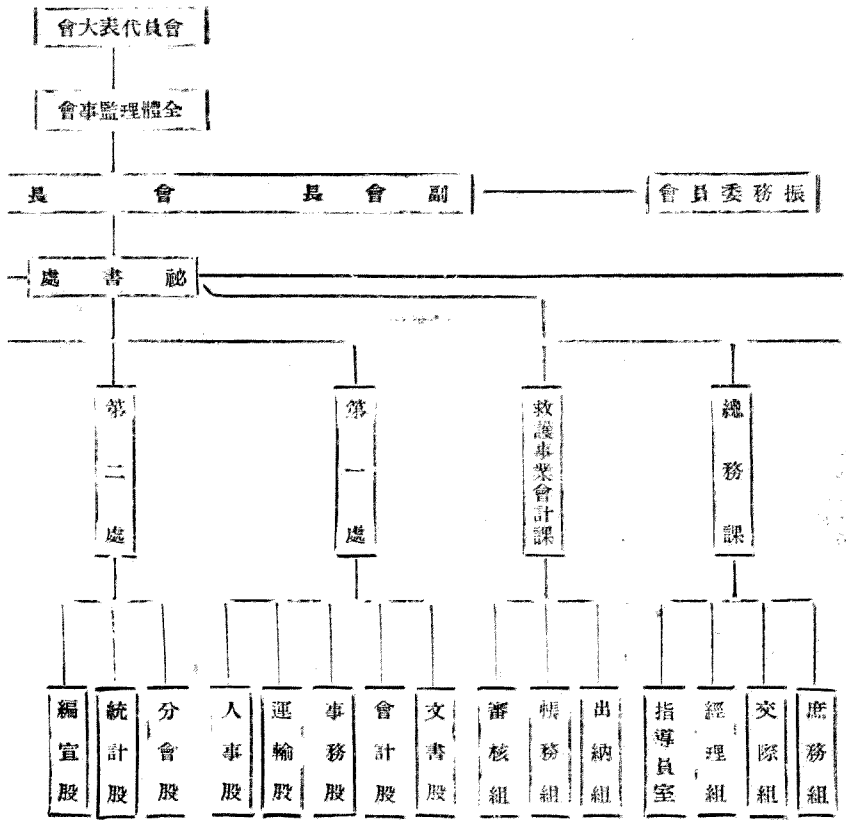 會員代表大會
全體理監事會
副會長 會長
振務委員會
祕書處
總務課
救護事業會計課
第一處
第二處
庶務組
交際組
經理組
指導員室
出納組
帳務組
審核組
文書股
會計股
事務股
運輸股
人事股
分會股
統計股
編宣股